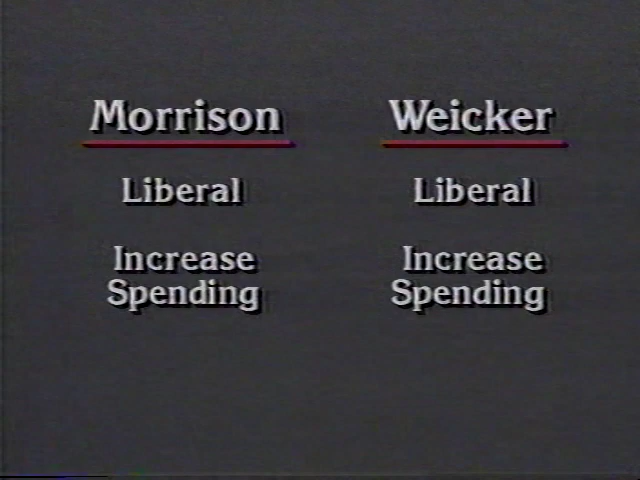 Morrison
Liberal
Increase
Spending
Weicker
Liberal
Increase
Spending